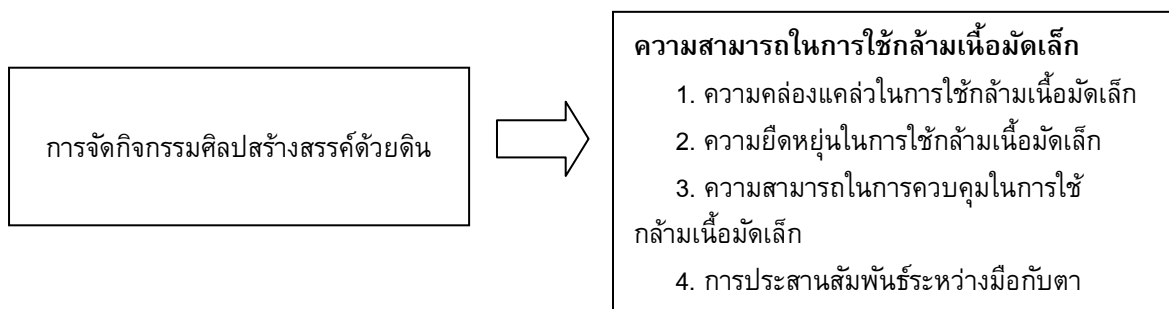 การจัดกิจกรรมศิลปสร้างสรรค์ด้วยดิน
ความสามารถในการใช้กล้ามเนื้อมัดเล็ก
1. ความคล่องแคล่วในการใช้กล้ามเนื้อมัดเล็ก
2. ความยืดหยุ่นในการใช้กล้ามเนื้อมัดเล็ก
3. ความสามารถในการควบคุมในการใช้
กล้ามเนื้อมัดเล็ก
4. การประสานสัมพันธ์ระหว่างมือกับตา